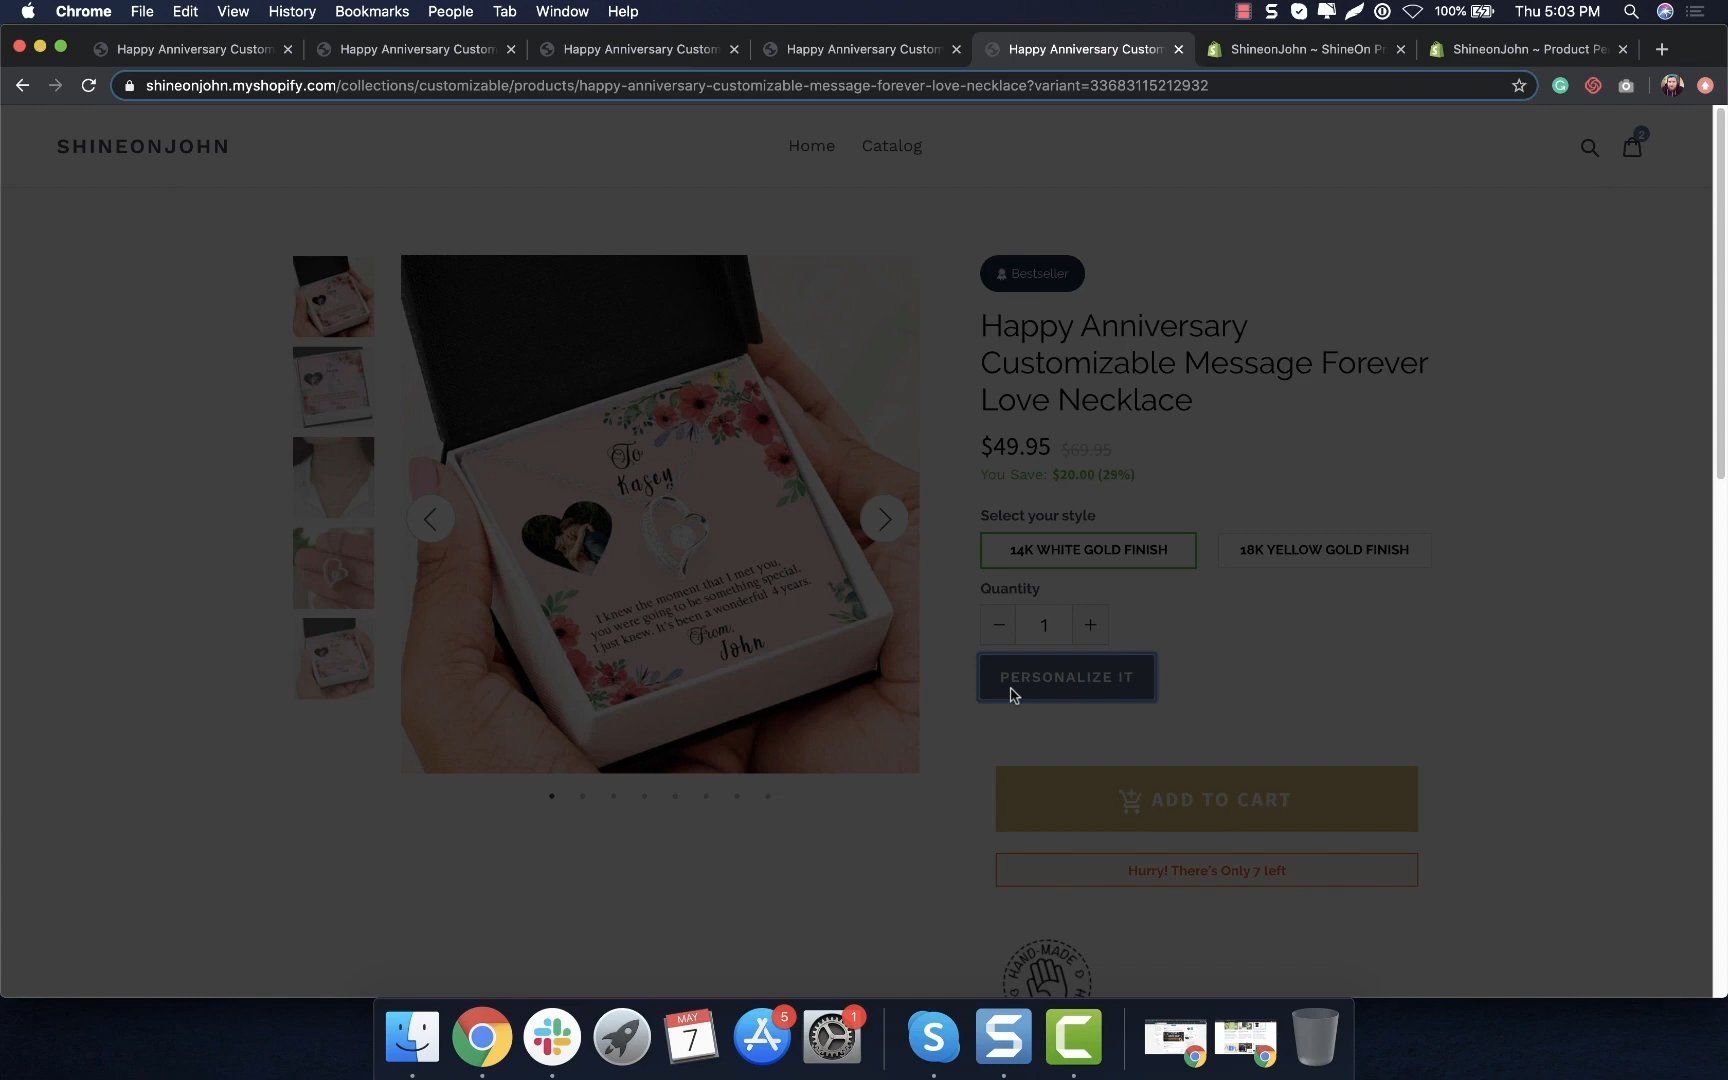 Chrome File Edit View History Bookmarks People Tab Window Help
100% Thu 5:03 PM
Happy Anniversary Custom
Happy Anniversary Custom
Happy Anniversary Custom
Happy Anniversary Custom
Happy Anniversary Custom
ShineonJohn ~ ShineOn Pr
ShineonJohn ~ Product Pe
shineonjohn.myshopify.com/collections/customizable/products/happy-anniversary-customizable-message-forever-love-necklace?variant=33683115212932
SHINEONJOHN
Home Catalog
2
To
Kasey
I knew the moment that I met you,
you were going to be something special.
I just knew. It's been a wonderful 4 years.
From,
John
Bestseller
Happy Anniversary
Customizable Message Forever
Love Necklace
$49.95 $69.95
You Save: $20.00 (29%)
Select your style
14K WHITE GOLD FINISH 18K YELLOW GOLD FINISH
Quantity
− 1 +
PERSONALIZE IT
ADD TO CART
Hurry! There's Only 7 left
HAND-MADE
MAY
7
5
1